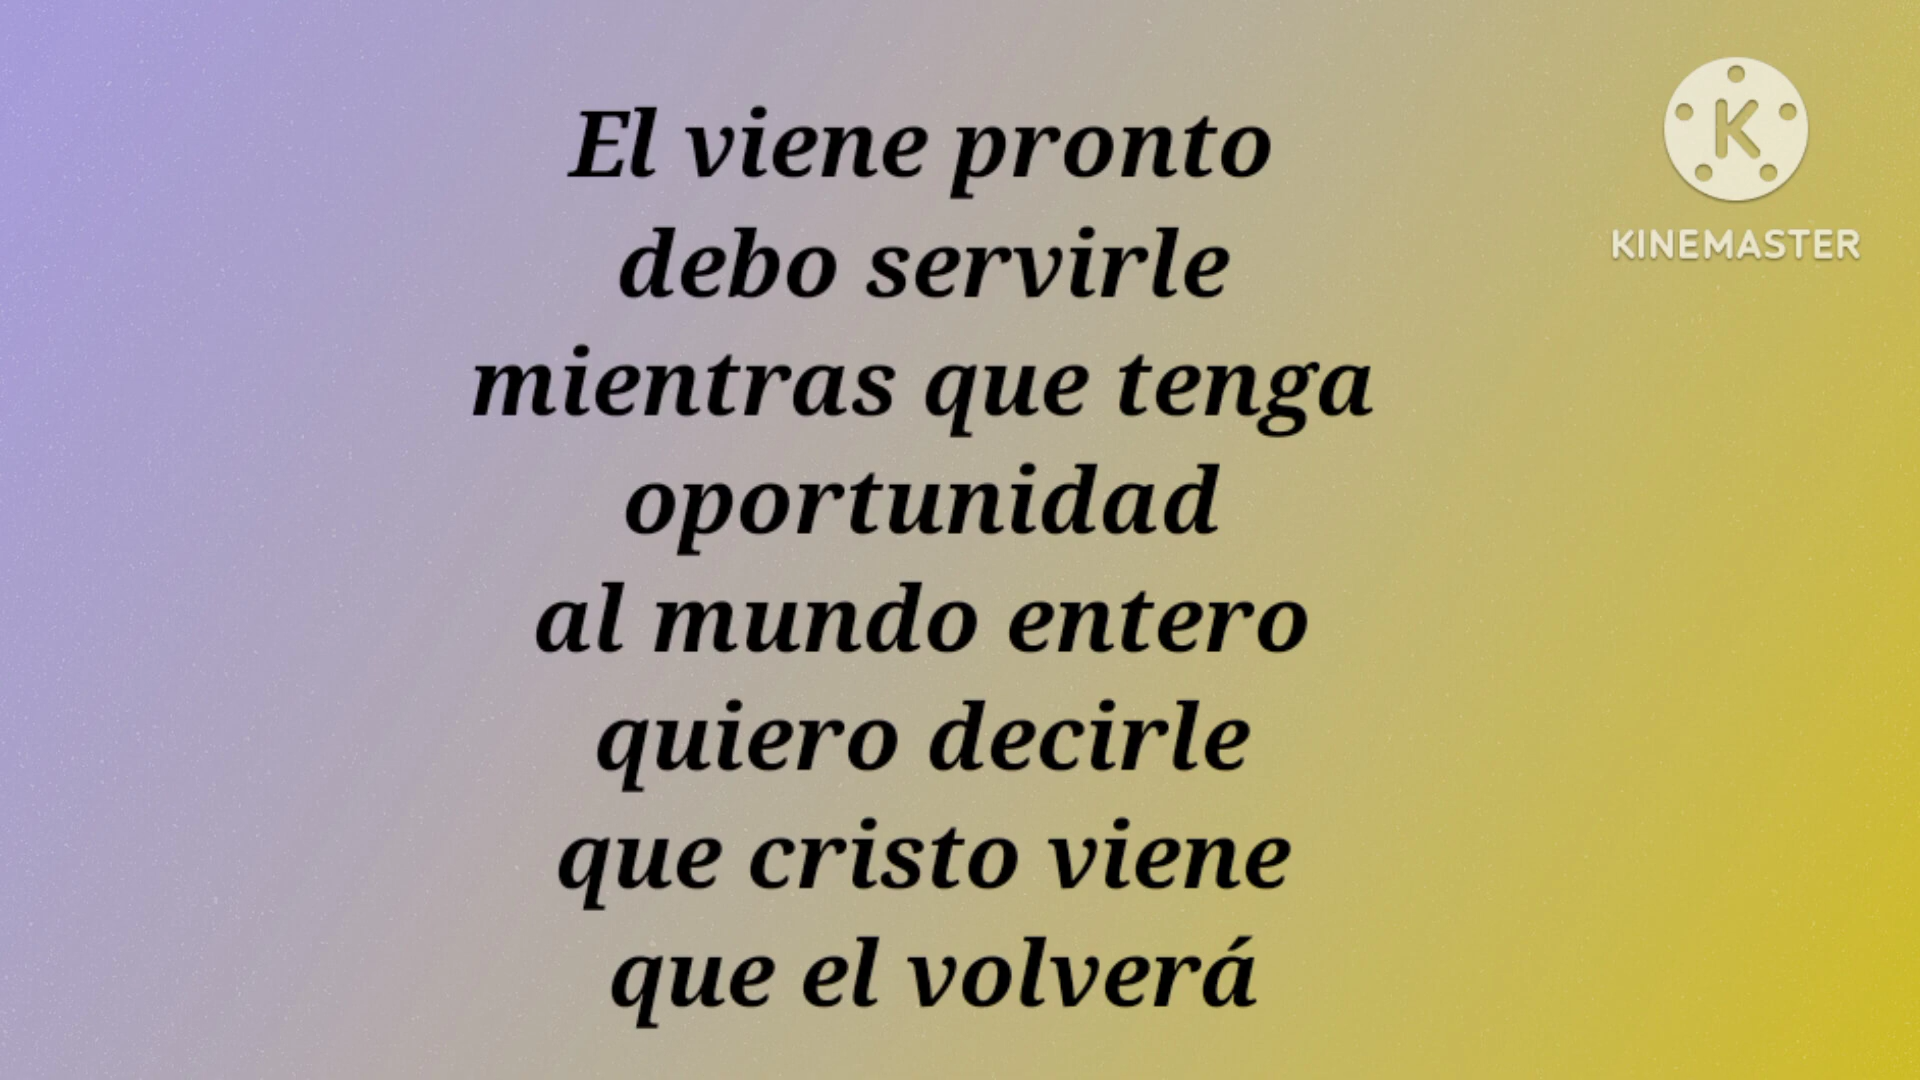 El viene pronto
debo servirle
mientras que tenga
oportunidad
al mundo entero
quiero decirle
que cristo viene
que el volverá
K
KINEMASTER